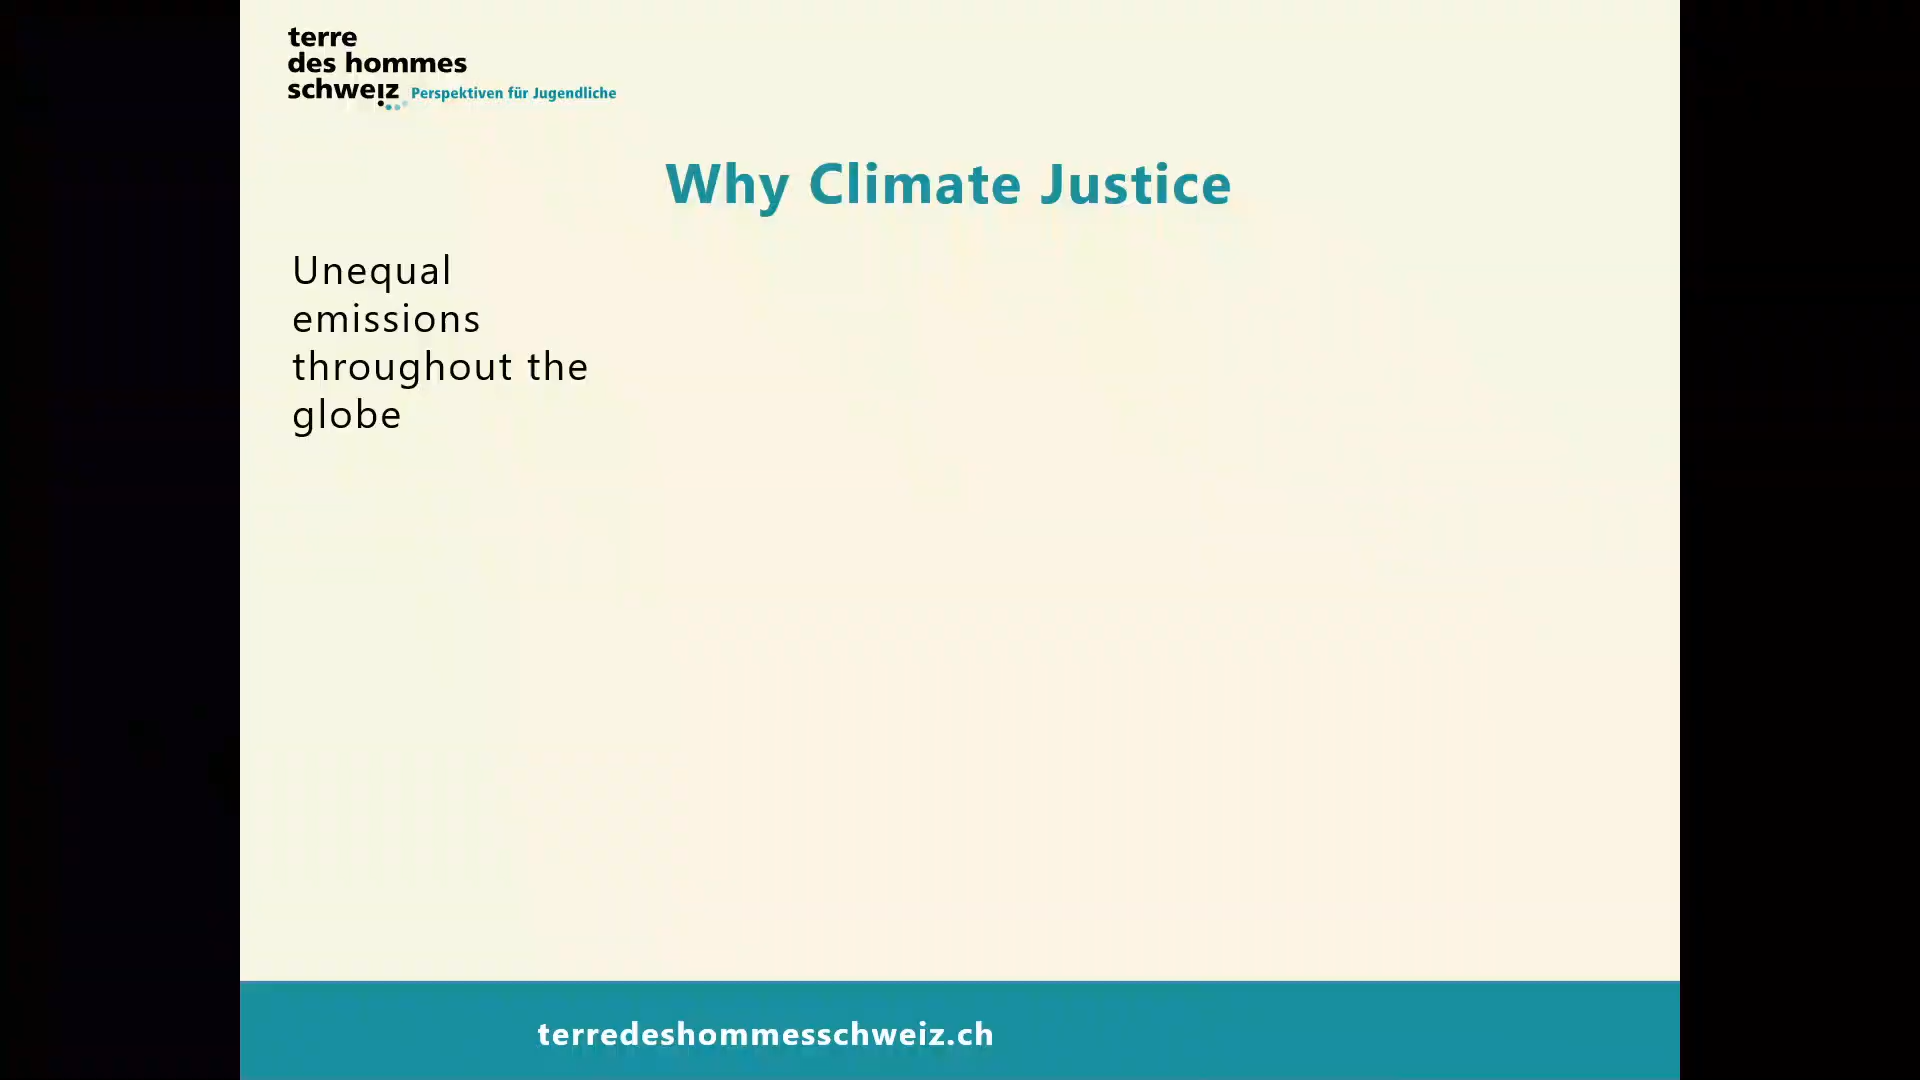 terre
des hommes
schweiz Perspektiven für Jugendliche
Why Climate Justice
Unequal
emissions
throughout the
globe
terredeshommesschweiz.ch